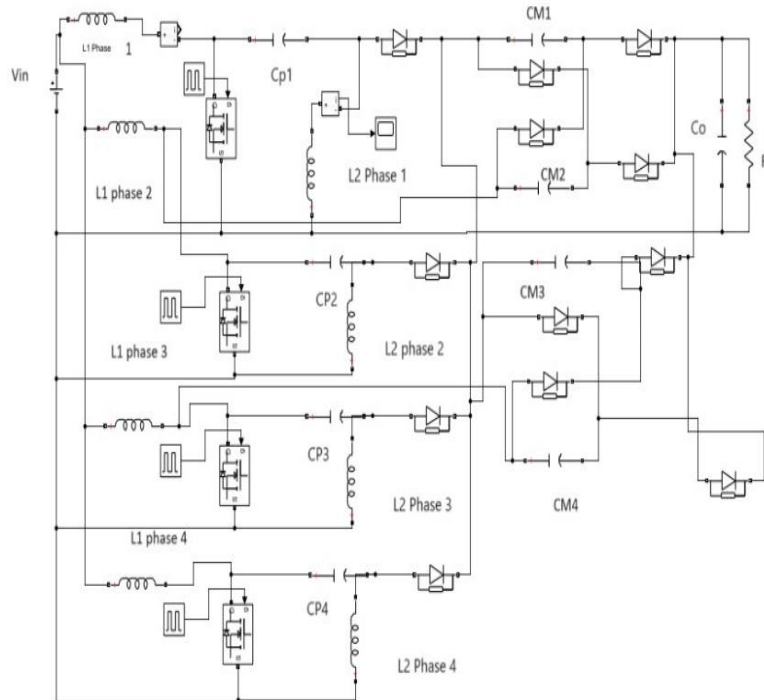 CM1
L1 Phase 1
Cp1
Vin
Co
R
L2 Phase 1
L1 phase 2
CM2
CP2
CM3
L1 phase 3
L2 phase 2
CP3
CM4
L2 Phase 3
L1 phase 4
CP4
L2 Phase 4